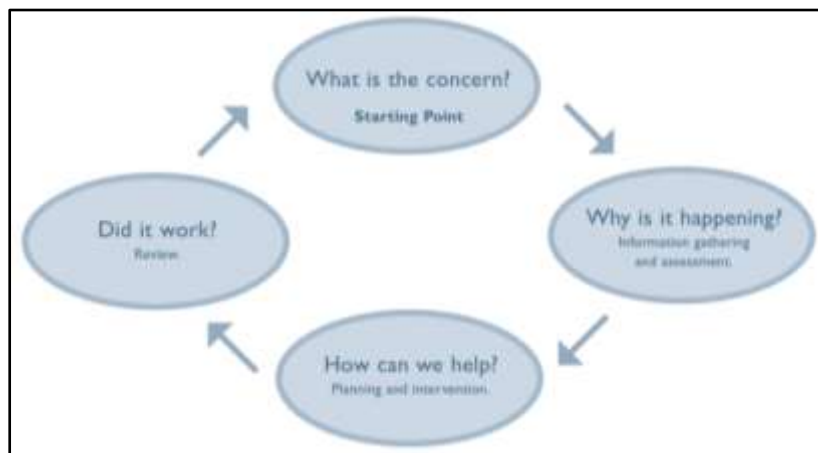 What is the concern?
Starting Point
Why is it happening?
Information gathering
and assessment.
How can we help?
Planning and intervention.
Did it work?
Review